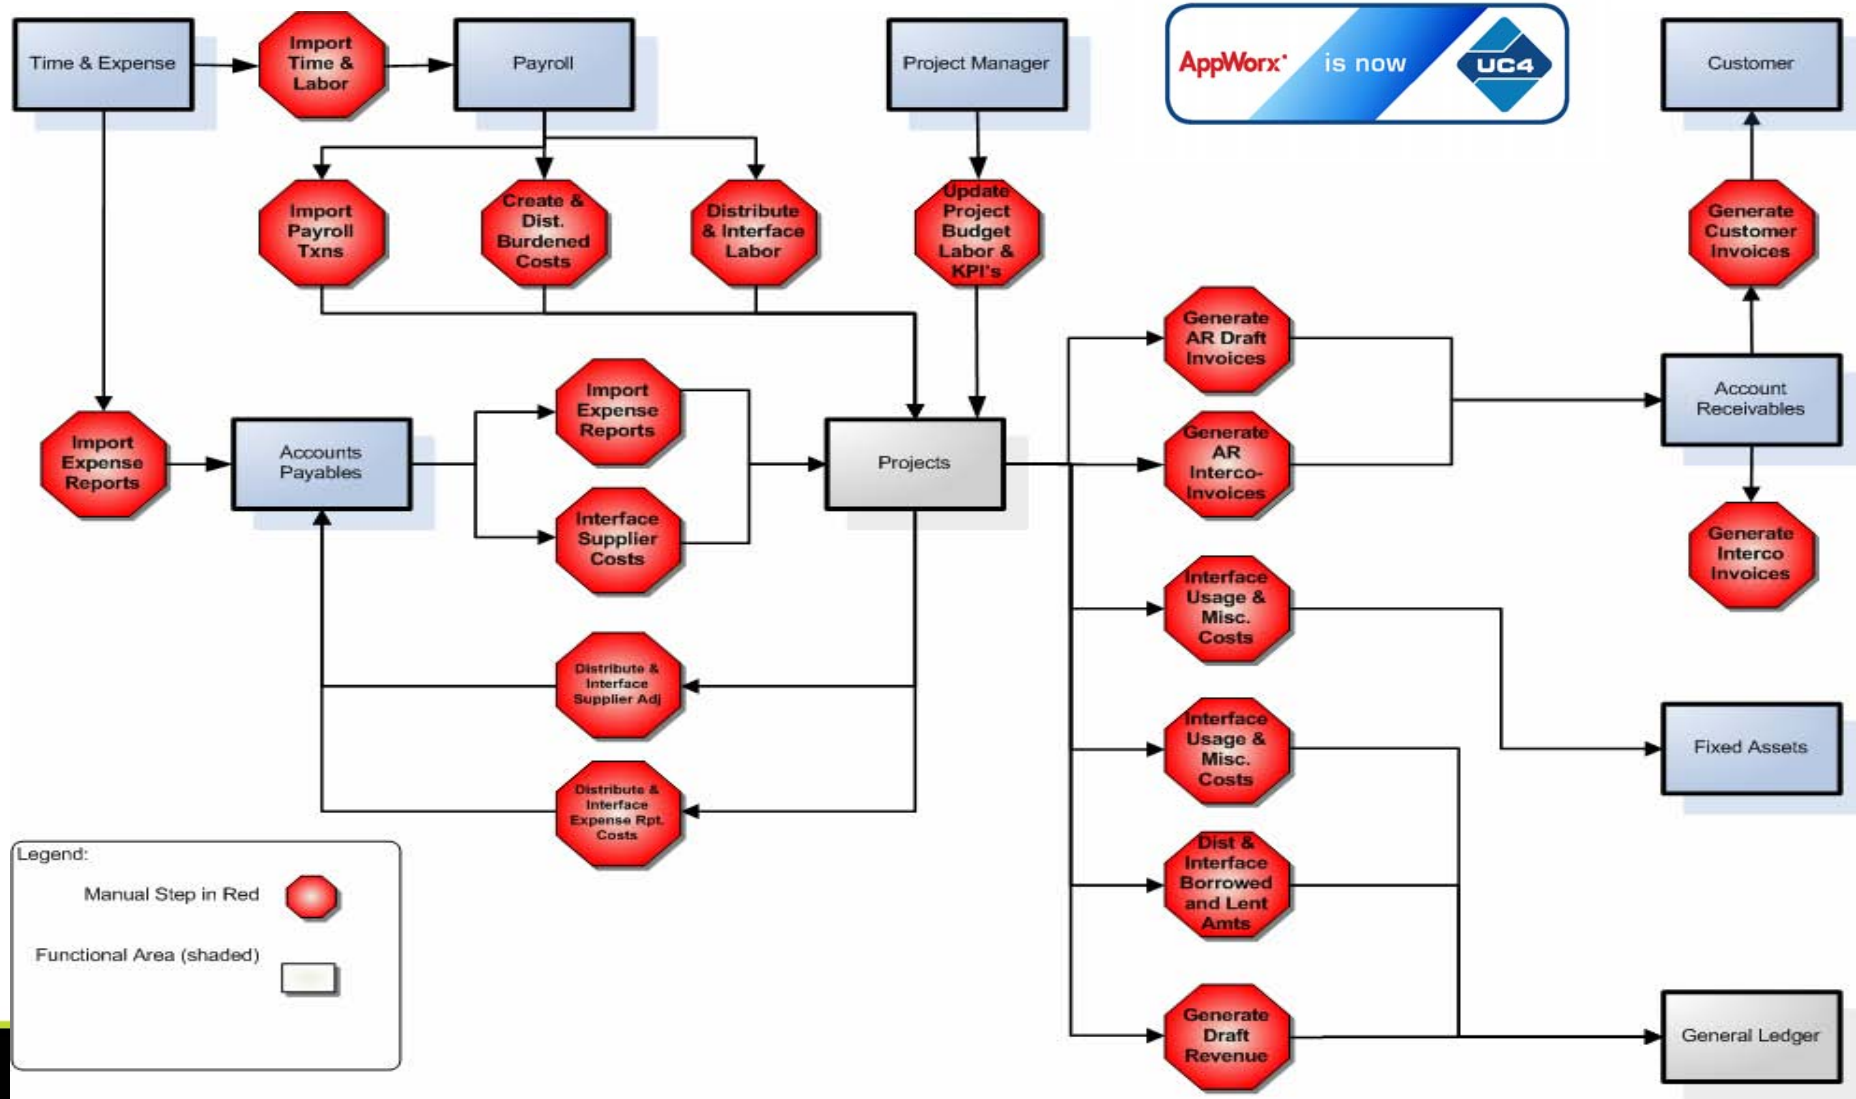 Time & Expense
Import
Time &
Labor
Payroll
Project Manager
AppWorx
is now
UC4
Customer
Import
Payroll
Txns
Create &
Dist.
Burdened
Costs
Distribute
& Interface
Labor
Update
Project
Budget
Labor &
KPI's
Generate
Customer
Invoices
Generate
AR Draft
Invoices
Account
Receivables
Import
Expense
Reports
Accounts
Payables
Import
Expense
Reports
Interface
Supplier
Costs
Projects
Generate
AR
Interco-
Invoices
Generate
Interco
Invoices
Interface
Usage &
Misc.
Costs
Distribute &
Interface
Supplier Adj
Interface
Usage &
Misc.
Costs
Fixed Assets
Distribute &
Interface
Expense Rpt.
Costs
Dist &
Interface
Borrowed
and Lent
Amts
Generate
Draft
Revenue
General Ledger
Legend:
Manual Step in Red
Functional Area (shaded)